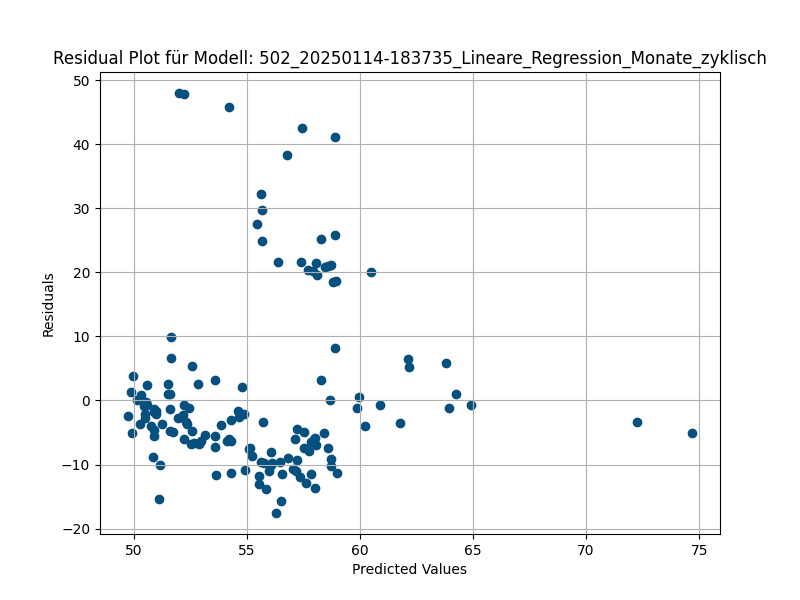 Residual Plot für Modell: 502_20250114-183735_Lineare_Regression_Monate_zyklisch
50
40
30
20
10
0
−10
−20
Residuals
50 55 60 65 70 75
Predicted Values